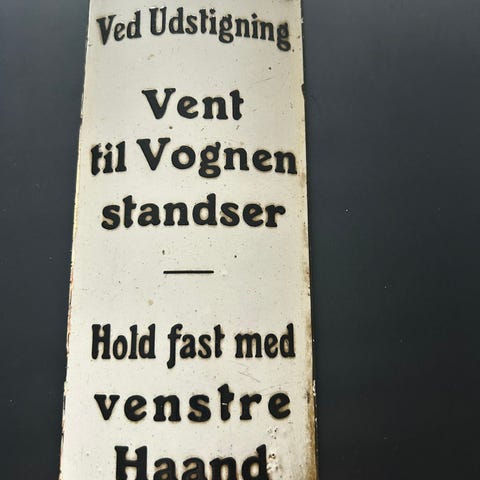 Ved Udstigning
Vent
til Vognen
standser
Hold fast med
venstre
Haand